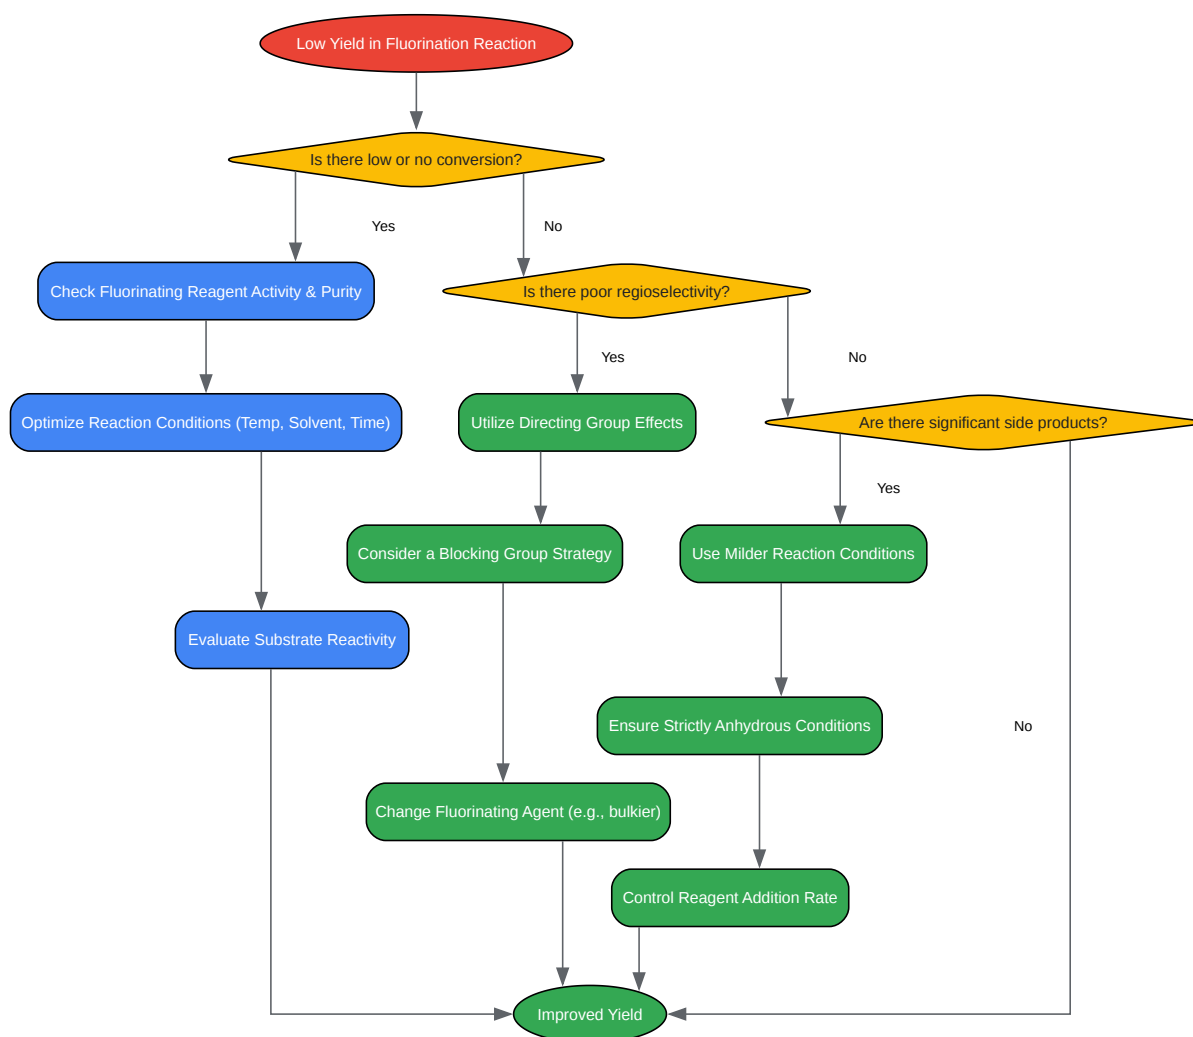 Low Yield in Fluorination Reaction
Is there low or no conversion?
Yes
No
Check Fluorinating Reagent Activity & Purity
Is there poor regioselectivity?
Yes
No
Optimize Reaction Conditions (Temp, Solvent, Time)
Utilize Directing Group Effects
Are there significant side products?
Yes
Consider a Blocking Group Strategy
Use Milder Reaction Conditions
Evaluate Substrate Reactivity
Ensure Strictly Anhydrous Conditions
No
Change Fluorinating Agent (e.g., bulkier)
Control Reagent Addition Rate
Improved Yield